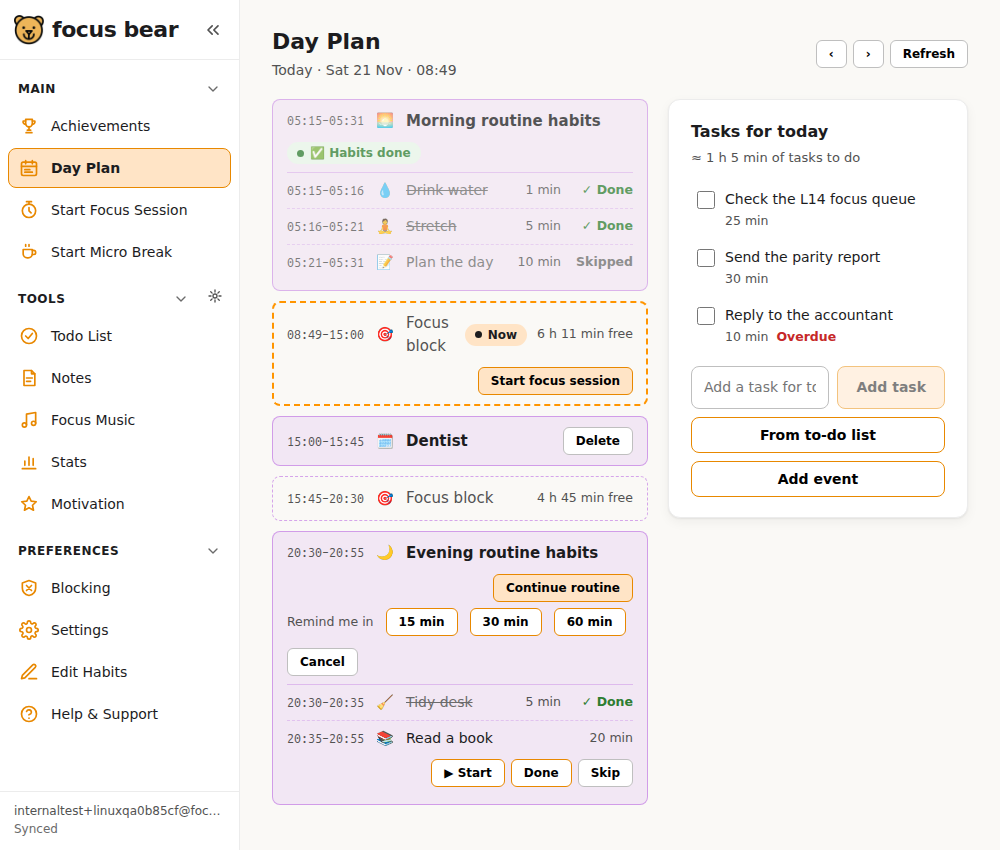 focus bear
MAIN
Achievements
Day Plan
Start Focus Session
Start Micro Break
TOOLS
Todo List
Notes
Focus Music
Stats
Motivation
PREFERENCES
Blocking
Settings
Edit Habits
Help & Support
internaltest+linuxqa0b85cf@foc...
Synced
Day Plan
Today · Sat 21 Nov · 08:49
‹ › Refresh
05:15–05:31 Morning routine habits
✅ Habits done
05:15–05:16 Drink water 1 min ✓ Done
05:16–05:21 Stretch 5 min ✓ Done
05:21–05:31 Plan the day 10 min Skipped
08:49–15:00 Focus block Now 6 h 11 min free
Start focus session
15:00–15:45 Dentist Delete
15:45–20:30 Focus block 4 h 45 min free
20:30–20:55 Evening routine habits
Continue routine
Remind me in 15 min 30 min 60 min
Cancel
20:30–20:35 Tidy desk 5 min ✓ Done
20:35–20:55 Read a book 20 min
▶ Start Done Skip
Tasks for today
≈ 1 h 5 min of tasks to do
Check the L14 focus queue
25 min
Send the parity report
30 min
Reply to the accountant
10 min Overdue
Add a task for to Add task
From to-do list
Add event